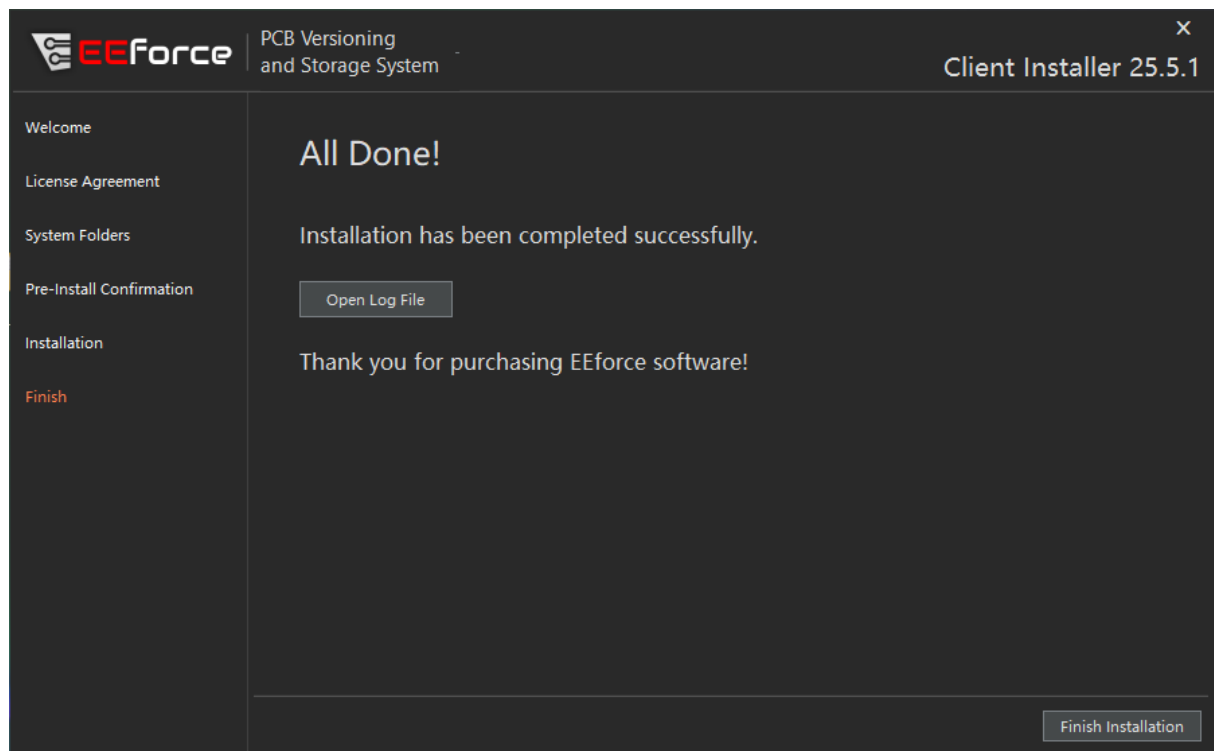 EEforce
PCB Versioning
and Storage System
X
Client Installer 25.5.1
Welcome
License Agreement
System Folders
Pre-Install Confirmation
Installation
Finish
All Done!
Installation has been completed successfully.
Open Log File
Thank you for purchasing EEforce software!
Finish Installation